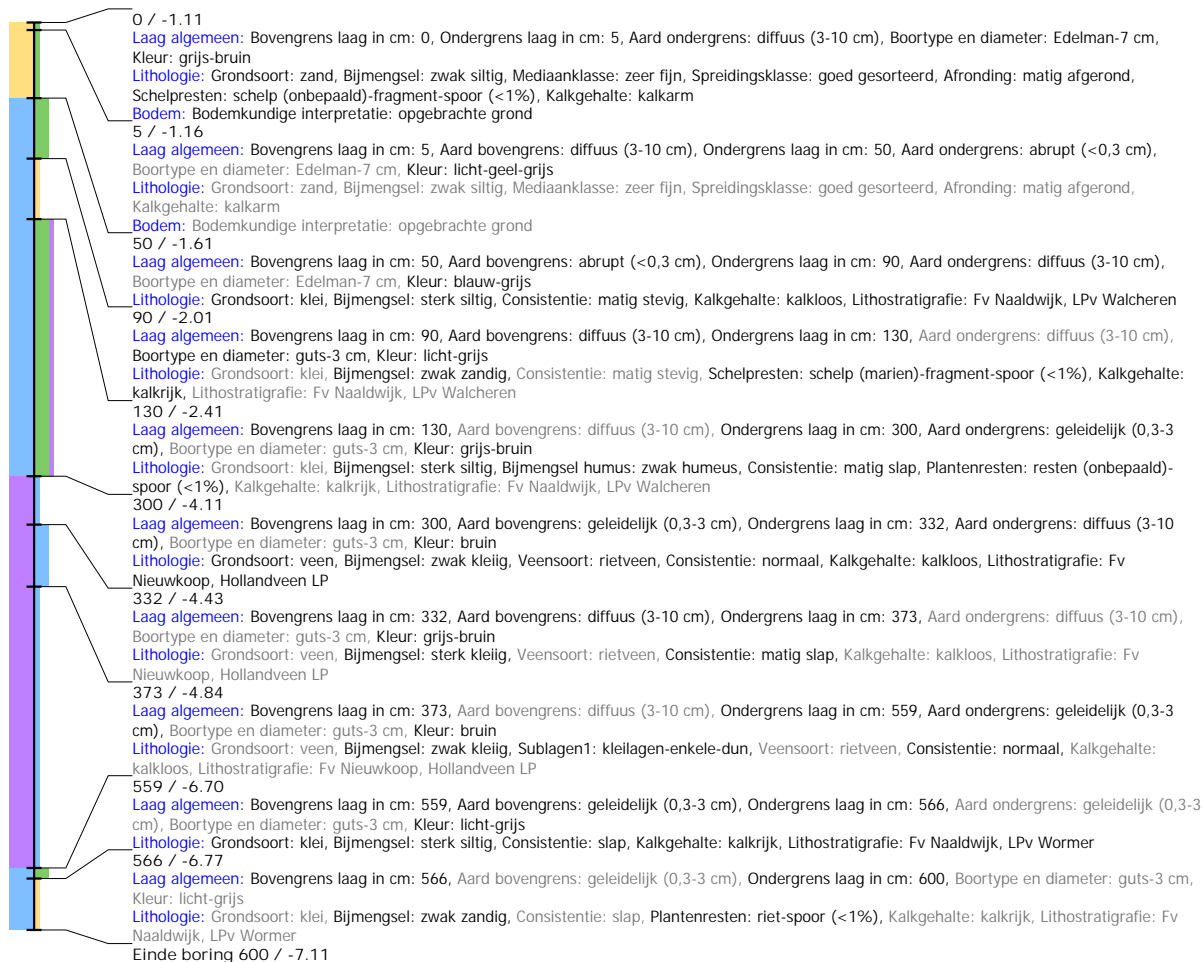 0 / -1.11
Laag algemeen: Bovengrens laag in cm: 0, Ondergrens laag in cm: 5, Aard ondergrens: diffuus (3-10 cm), Boortype en diameter: Edelman-7 cm,
Kleur: grijs-bruin
Lithologie: Grondsoort: zand, Bijmengsel: zwak siltig, Mediaanklasse: zeer fijn, Spreidingsklasse: goed gesorteerd, Afronding: matig afgerond,
Schelpresten: schelp (onbepaald)-fragment-spoor (<1%), Kalkgehalte: kalkarm
Bodem: Bodemkundige interpretatie: opgebrachte grond
5 / -1.16
Laag algemeen: Bovengrens laag in cm: 5, Aard bovengrens: diffuus (3-10 cm), Ondergrens laag in cm: 50, Aard ondergrens: abrupt (<0,3 cm),
Boortype en diameter: Edelman-7 cm, Kleur: licht-geel-grijs
Lithologie: Grondsoort: zand, Bijmengsel: zwak siltig, Mediaanklasse: zeer fijn, Spreidingsklasse: goed gesorteerd, Afronding: matig afgerond,
Kalkgehalte: kalkarm
Bodem: Bodemkundige interpretatie: opgebrachte grond
50 / -1.61
Laag algemeen: Bovengrens laag in cm: 50, Aard bovengrens: abrupt (<0,3 cm), Ondergrens laag in cm: 90, Aard ondergrens: diffuus (3-10 cm),
Boortype en diameter: Edelman-7 cm, Kleur: blauw-grijs
Lithologie: Grondsoort: klei, Bijmengsel: sterk siltig, Consistentie: matig stevig, Kalkgehalte: kalkloos, Lithostratigrafie: Fv Naaldwijk, LPv Walcheren
90 / -2.01
Laag algemeen: Bovengrens laag in cm: 90, Aard bovengrens: diffuus (3-10 cm), Ondergrens laag in cm: 130, Aard ondergrens: diffuus (3-10 cm),
Boortype en diameter: guts-3 cm, Kleur: licht-grijs
Lithologie: Grondsoort: klei, Bijmengsel: zwak zandig, Consistentie: matig stevig, Schelpresten: schelp (marien)-fragment-spoor (<1%), Kalkgehalte:
kalkrijk, Lithostratigrafie: Fv Naaldwijk, LPv Walcheren
130 / -2.41
Laag algemeen: Bovengrens laag in cm: 130, Aard bovengrens: diffuus (3-10 cm), Ondergrens laag in cm: 300, Aard ondergrens: geleidelijk (0,3-3
cm), Boortype en diameter: guts-3 cm, Kleur: grijs-bruin
Lithologie: Grondsoort: klei, Bijmengsel: sterk siltig, Bijmengsel humus: zwak humeus, Consistentie: matig slap, Plantenresten: resten (onbepaald)-
spoor (<1%), Kalkgehalte: kalkrijk, Lithostratigrafie: Fv Naaldwijk, LPv Walcheren
300 / -4.11
Laag algemeen: Bovengrens laag in cm: 300, Aard bovengrens: geleidelijk (0,3-3 cm), Ondergrens laag in cm: 332, Aard ondergrens: diffuus (3-10
cm), Boortype en diameter: guts-3 cm, Kleur: bruin
Lithologie: Grondsoort: veen, Bijmengsel: zwak kleiig, Veensoort: rietveen, Consistentie: normaal, Kalkgehalte: kalkloos, Lithostratigrafie: Fv
Nieuwkoop, Hollandveen LP
332 / -4.43
Laag algemeen: Bovengrens laag in cm: 332, Aard bovengrens: diffuus (3-10 cm), Ondergrens laag in cm: 373, Aard ondergrens: diffuus (3-10 cm),
Boortype en diameter: guts-3 cm, Kleur: grijs-bruin
Lithologie: Grondsoort: veen, Bijmengsel: sterk kleiig, Veensoort: rietveen, Consistentie: matig slap, Kalkgehalte: kalkloos, Lithostratigrafie: Fv
Nieuwkoop, Hollandveen LP
373 / -4.84
Laag algemeen: Bovengrens laag in cm: 373, Aard bovengrens: diffuus (3-10 cm), Ondergrens laag in cm: 559, Aard ondergrens: geleidelijk (0,3-3
cm), Boortype en diameter: guts-3 cm, Kleur: bruin
Lithologie: Grondsoort: veen, Bijmengsel: zwak kleiig, Sublagen1: kleilagen-enkele-dun, Veensoort: rietveen, Consistentie: normaal, Kalkgehalte:
kalkloos, Lithostratigrafie: Fv Nieuwkoop, Hollandveen LP
559 / -6.70
Laag algemeen: Bovengrens laag in cm: 559, Aard bovengrens: geleidelijk (0,3-3 cm), Ondergrens laag in cm: 566, Aard ondergrens: geleidelijk (0,3-3
cm), Boortype en diameter: guts-3 cm, Kleur: licht-grijs
Lithologie: Grondsoort: klei, Bijmengsel: sterk siltig, Consistentie: slap, Kalkgehalte: kalkrijk, Lithostratigrafie: Fv Naaldwijk, LPv Wormer
566 / -6.77
Laag algemeen: Bovengrens laag in cm: 566, Aard bovengrens: geleidelijk (0,3-3 cm), Ondergrens laag in cm: 600, Boortype en diameter: guts-3 cm,
Kleur: licht-grijs
Lithologie: Grondsoort: klei, Bijmengsel: zwak zandig, Consistentie: slap, Plantenresten: riet-spoor (<1%), Kalkgehalte: kalkrijk, Lithostratigrafie: Fv
Naaldwijk, LPv Wormer
Einde boring 600 / -7.11